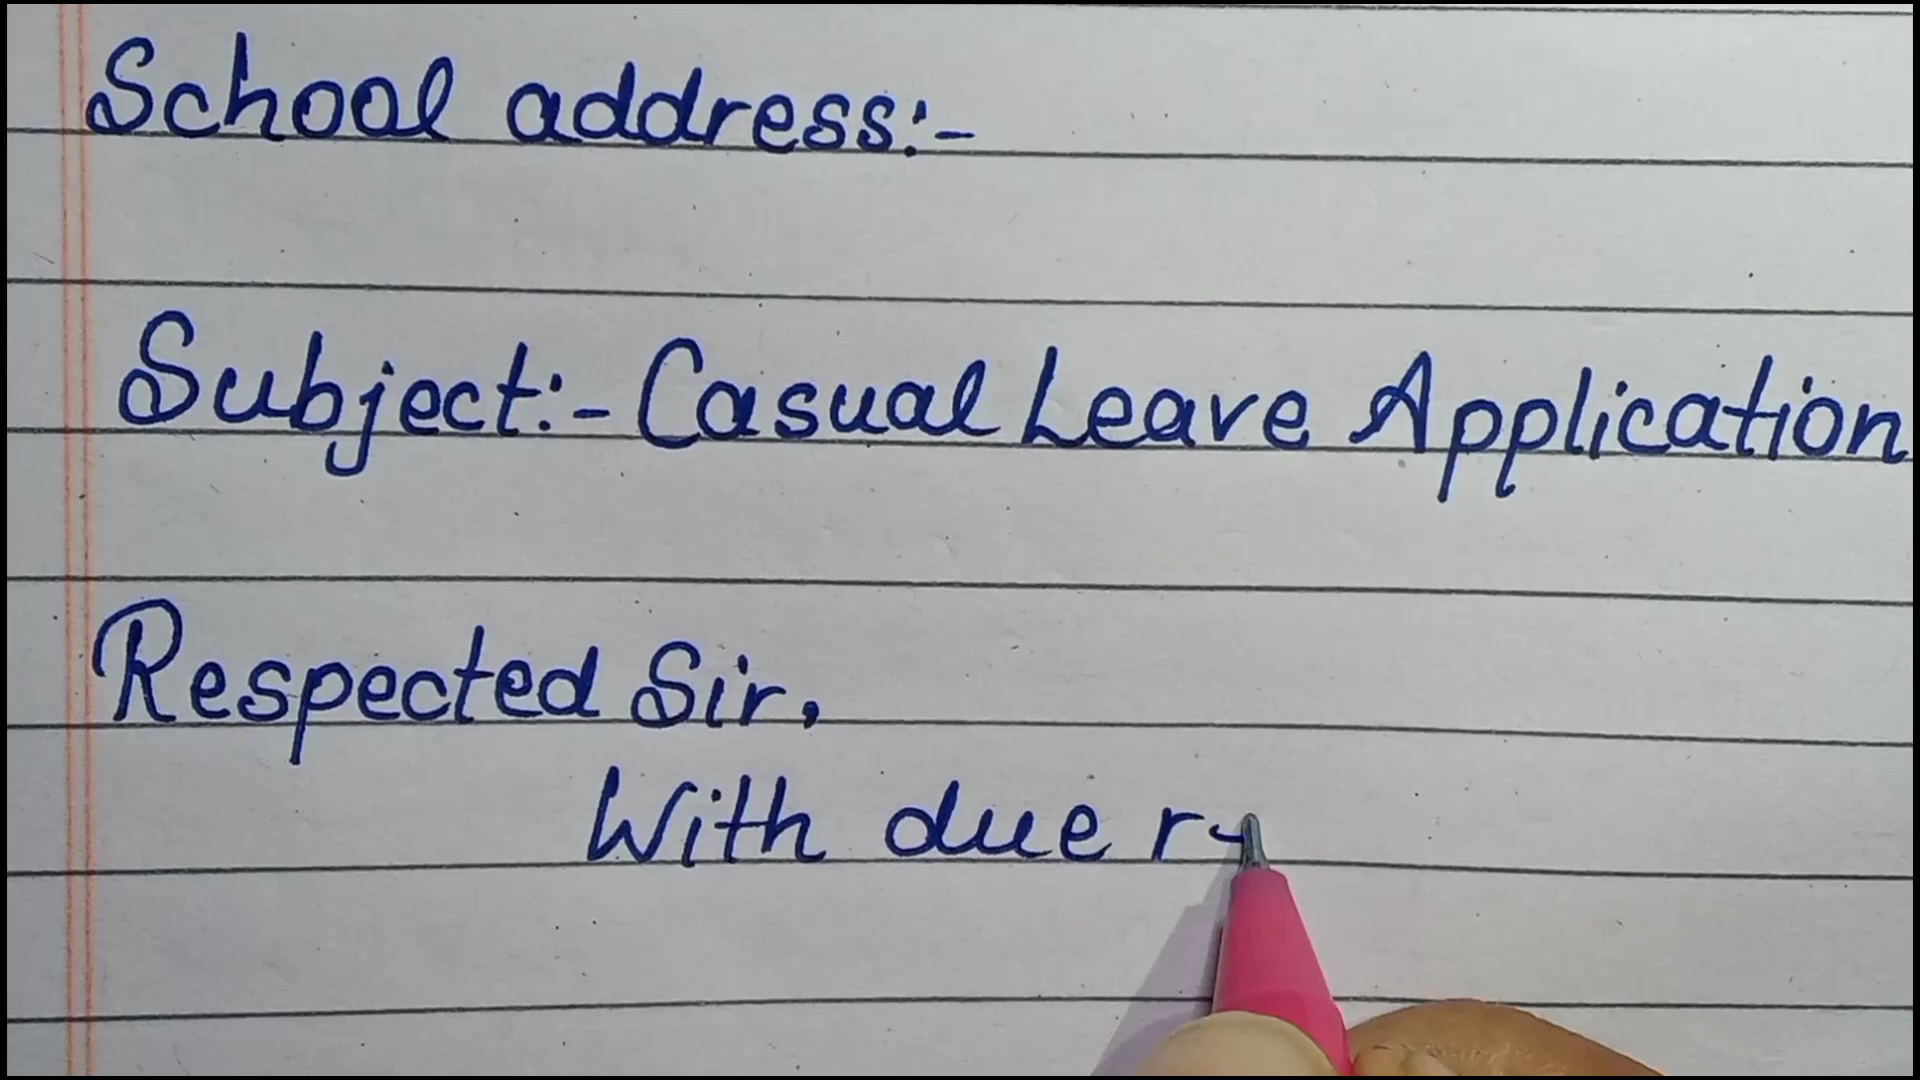 School address:-
Subject:- Casual Leave Application
Respected Sir,
With due r